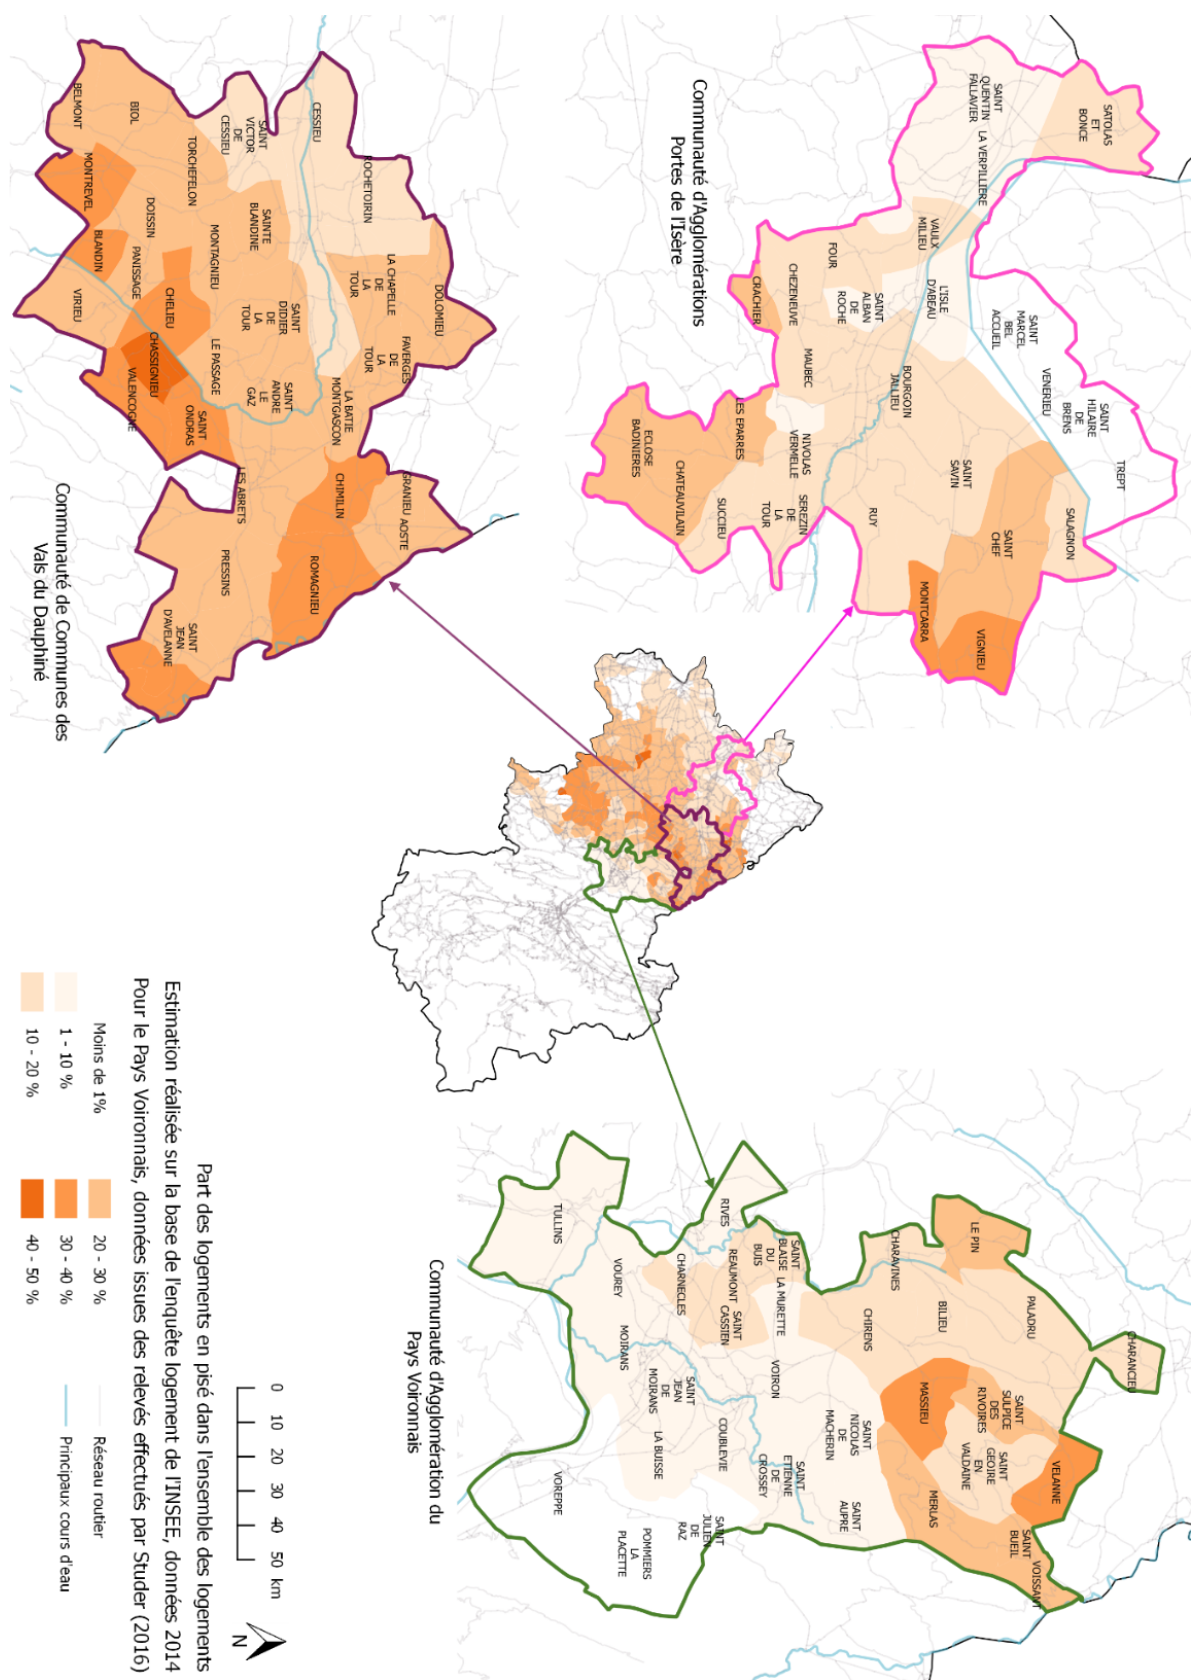 Communauté d'Agglomérations
Portes de l'Isère
SATOLAS
ET
BONCE
SAINT
QUENTIN
FALLAVIER
LA VERPILLIÈRE
VAULX
MILIEU
FOUR
L'ISLE
D'ABEAU
SAINT
ALBAN
DE
ROCHE
CHEZENEUVE
CRACHIER
MAUBEC
BOURGOIN
JALLIEU
SAINT
MARCEL
BEL
ACCUEIL
VENERIEU
SAINT
HILAIRE
DE
BRENS
TREPT
SALAGNON
SAINT
SAVIN
SAINT
CHEF
MONTCARRA
VIGNIEU
RUY
NIVOLAS
VERMELLE
LES EPARRES
ECLOSE
BADINIERES
CHATEAUVILAIN
SUCCIEU
SEREZIN
DE
LA
TOUR
Communauté de Communes des
Vals du Dauphiné
CESSIEU
ROCHETOIRIN
SAINT
VICTOR
DE
CESSIEU
TORCHEFELON
BIOL
BELMONT
MONTREVEL
DOISSIN
BLANDIN
PANISSAGE
VIRIEU
CHELIEU
CHASSIGNIEU
VALENCOGNE
MONTAGNIEU
SAINTE
BLANDINE
LE PASSAGE
SAINT
DIDIER
DE
LA
TOUR
LA CHAPELLE
DE
LA
TOUR
DOLOMIEU
FAVERGES
DE
LA
TOUR
LA BATIE
MONTGASCON
SAINT
ANDRE
LE
GAZ
SAINT
ONDRAS
LES ABRETS
CHIMILIN
GRANIEU AOSTE
ROMAGNIEU
PRESSINS
SAINT
JEAN
D'AVELANNE
Communauté d'Agglomération du
Pays Voironnais
LE PIN
PALADRU
CHARANCIEU
CHARAVINES
BILIEU
CHIRENS
MASSIEU
SAINT
SULPICE
DES
RIVOIRES
SAINT
GEOIRE
EN
VALDAINE
VELANNE
MERLAS
SAINT
BUEIL
VOISSANT
RIVES
SAINT
BLAISE
DU
BUIS
LA MURETTE
REAUMONT
SAINT
CASSIEN
CHARNECLES
VOIRON
SAINT
NICOLAS
DE
MACHERIN
SAINT
AUPRE
SAINT
ETIENNE
DE
CROSSEY
COUBLEVIE
LA BUISSE
SAINT
JEAN
DE
MOIRANS
MOIRANS
VOUREY
TULLINS
VOREPPE
SAINT
JULIEN
DE
RAZ
POMMIERS
LA
PLACETTE
0 10 20 30 40 50 km
N
Part des logements en pisé dans l'ensemble des logements
Estimation réalisée sur la base de l'enquête logement de l'INSEE, données 2014
Pour le Pays Voironnais, données issues des relevés effectués par Studer (2016)
Moins de 1%
1 - 10 %
10 - 20 %
20 - 30 %
30 - 40 %
40 - 50 %
Réseau routier
Principaux cours d'eau